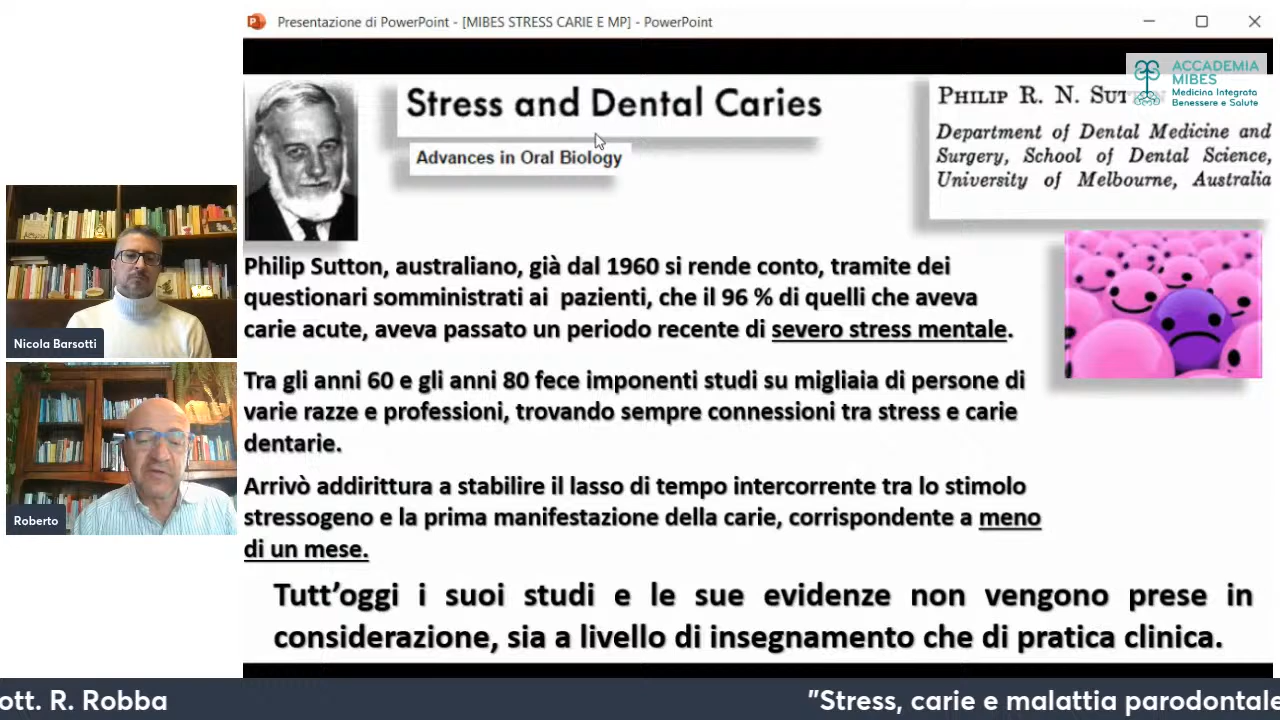 Presentazione di PowerPoint - [MIBES STRESS CARIE E MP] - PowerPoint
ACCADEMIA
MIBES
Medicina Integrata
Benessere e Salute
Stress and Dental Caries
Advances in Oral Biology
PHILIP R. N.
Department of Dental Medicine and
Surgery, School of Dental Science,
University of Melbourne, Australia
Philip Sutton, australiano, già dal 1960 si rende conto, tramite dei
questionari somministrati ai pazienti, che il 96 % di quelli che aveva
carie acute, aveva passato un periodo recente di severo stress mentale.
Tra gli anni 60 e gli anni 80 fece imponenti studi su migliaia di persone di
varie razze e professioni, trovando sempre connessioni tra stress e carie
dentarie.
Arrivò addirittura a stabilire il lasso di tempo intercorrente tra lo stimolo
stressogeno e la prima manifestazione della carie, corrispondente a meno
di un mese.
Tutt'oggi i suoi studi e le sue evidenze non vengono prese in
considerazione, sia a livello di insegnamento che di pratica clinica.
Nicola Barsotti
Roberto
ott. R. Robba
"Stress, carie e malattia parodontale